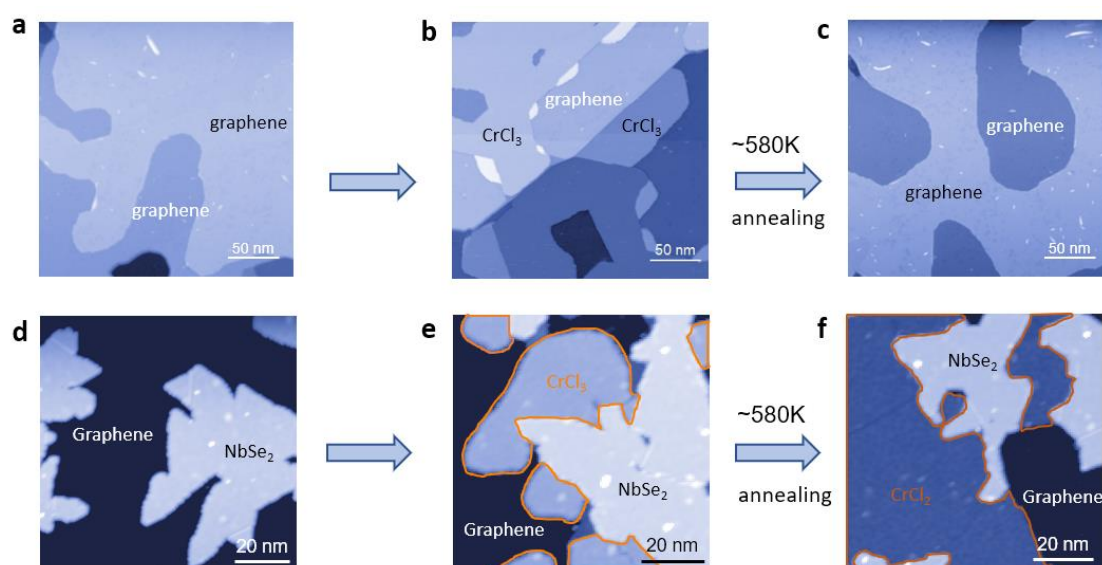 a
graphene
graphene
50 nm
b
graphene
CrCl₃
CrCl₃
50 nm
~580K
annealing
c
graphene
graphene
50 nm
d
Graphene
NbSe₂
20 nm
e
CrCl₃
NbSe₂
Graphene
20 nm
~580K
annealing
f
NbSe₂
CrCl₂
Graphene
20 nm